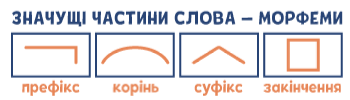 ЗНАЧУЩІ ЧАСТИНИ СЛОВА – МОРФЕМИ
префікс корінь суфікс закінчення